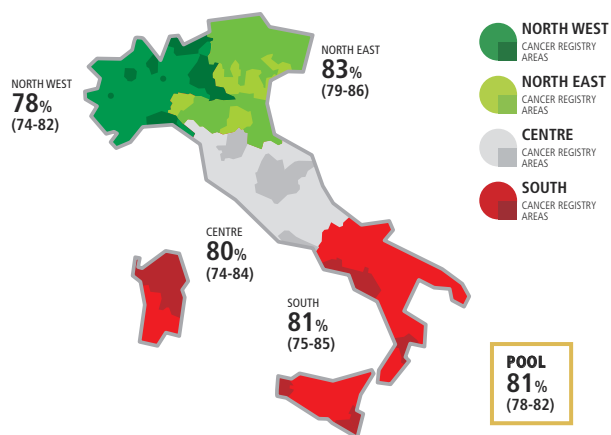 NORTH WEST
78%
(74-82)
NORTH EAST
83%
(79-86)
CENTRE
80%
(74-84)
SOUTH
81%
(75-85)
NORTH WEST
CANCER REGISTRY
AREAS
NORTH EAST
CANCER REGISTRY
AREAS
CENTRE
CANCER REGISTRY
AREAS
SOUTH
CANCER REGISTRY
AREAS
POOL
81%
(78-82)